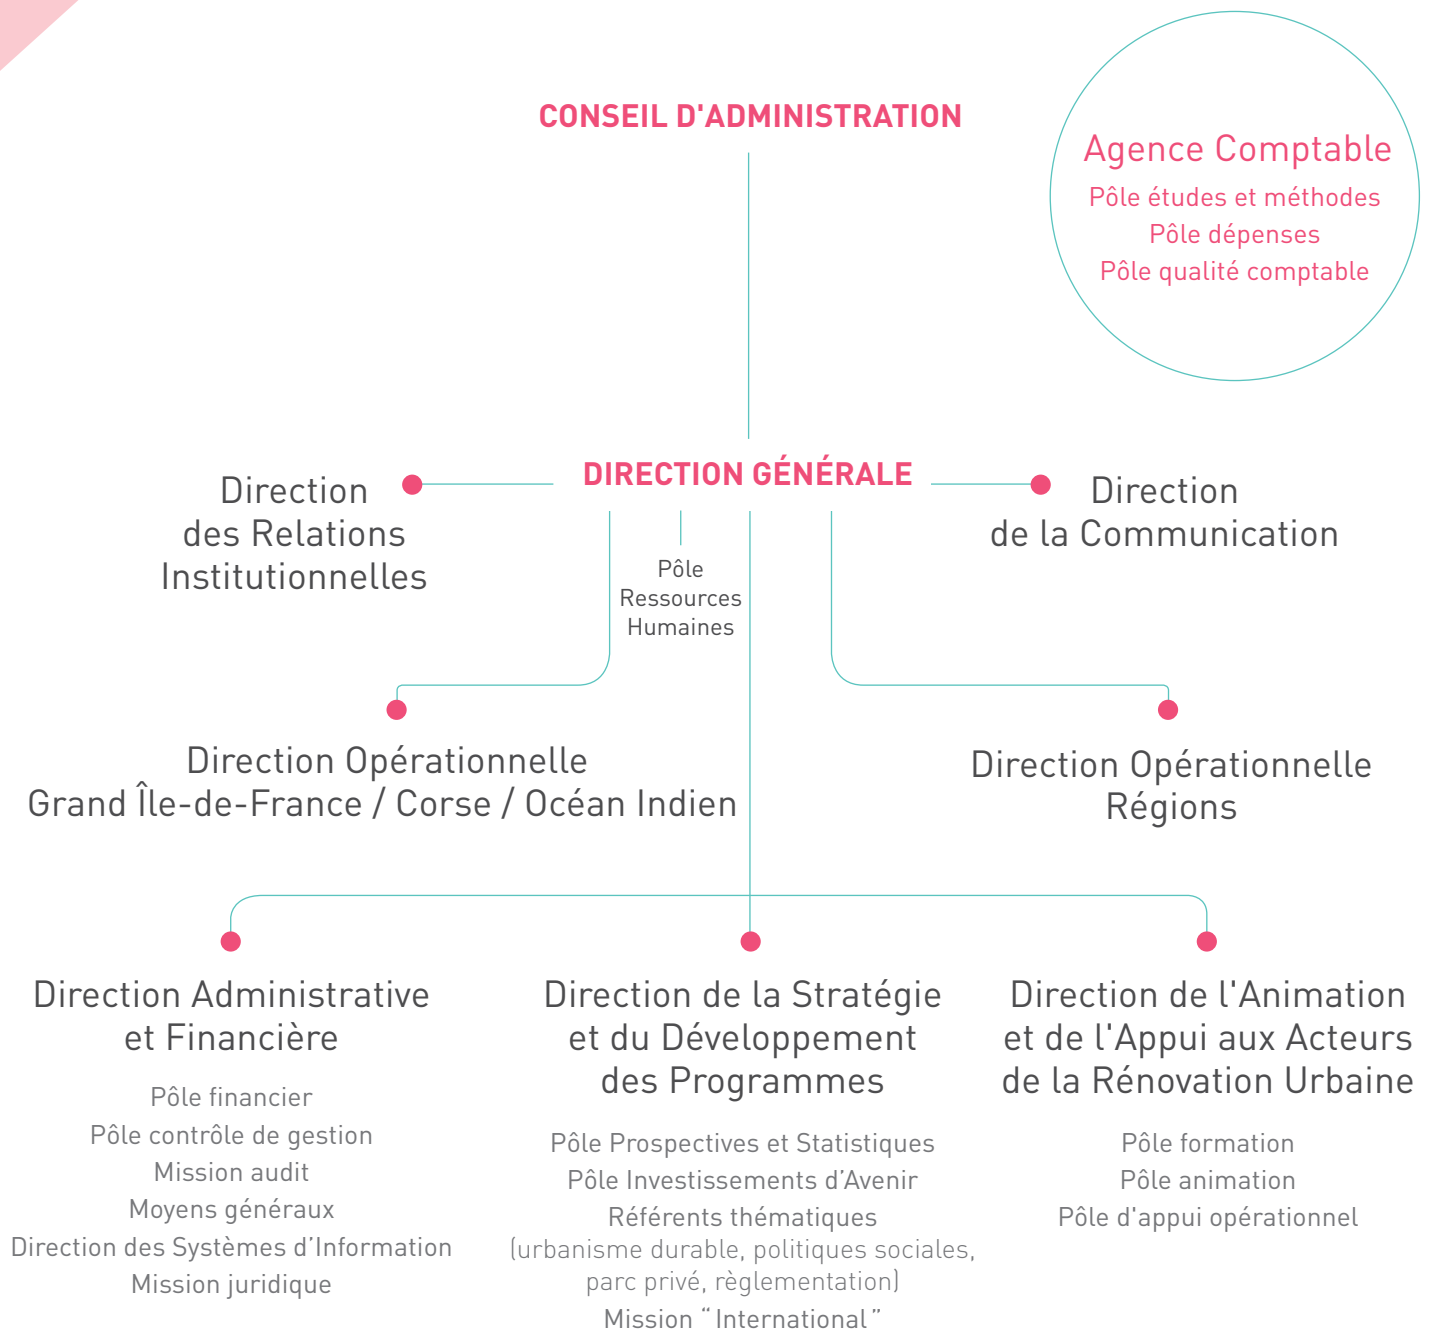 CONSEIL D'ADMINISTRATION
Agence Comptable
Pôle études et méthodes
Pôle dépenses
Pôle qualité comptable
DIRECTION GÉNÉRALE
Direction
des Relations
Institutionnelles
Direction
de la Communication
Pôle
Ressources
Humaines
Direction Opérationnelle
Grand Île-de-France / Corse / Océan Indien
Direction Opérationnelle
Régions
Direction Administrative
et Financière
Pôle financier
Pôle contrôle de gestion
Mission audit
Moyens généraux
Direction des Systèmes d’Information
Mission juridique
Direction de la Stratégie
et du Développement
des Programmes
Pôle Prospectives et Statistiques
Pôle Investissements d’Avenir
Référents thématiques
(urbanisme durable, politiques sociales,
parc privé, règlementation)
Mission “ International ”
Direction de l'Animation
et de l'Appui aux Acteurs
de la Rénovation Urbaine
Pôle formation
Pôle animation
Pôle d'appui opérationnel